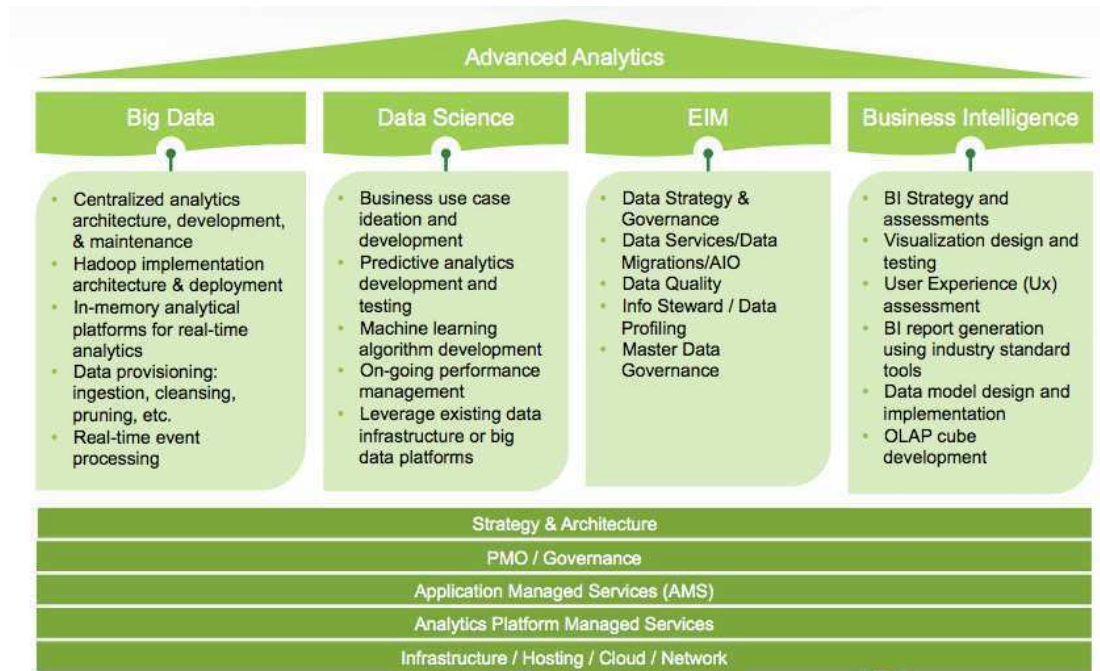 Advanced Analytics
Big Data
• Centralized analytics
architecture, development,
& maintenance
• Hadoop implementation
architecture & deployment
• In-memory analytical
platforms for real-time
analytics
• Data provisioning:
ingestion, cleansing,
pruning, etc.
• Real-time event
processing
Data Science
• Business use case
ideation and
development
• Predictive analytics
development and
testing
• Machine learning
algorithm development
• On-going performance
management
• Leverage existing data
infrastructure or big
data platforms
EIM
• Data Strategy &
Governance
• Data Services/Data
Migrations/AIO
• Data Quality
• Info Steward / Data
Profiling
• Master Data
Governance
Business Intelligence
• BI Strategy and
assessments
• Visualization design and
testing
• User Experience (Ux)
assessment
• BI report generation
using industry standard
tools
• Data model design and
implementation
• OLAP cube
development
Strategy & Architecture
PMO / Governance
Application Managed Services (AMS)
Analytics Platform Managed Services
Infrastructure / Hosting / Cloud / Network